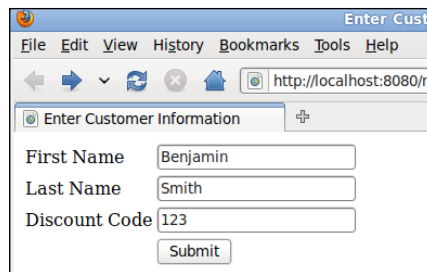 Enter Cust
File Edit View History Bookmarks Tools Help
http://localhost:8080/
Enter Customer Information
First Name Benjamin
Last Name Smith
Discount Code 123
Submit